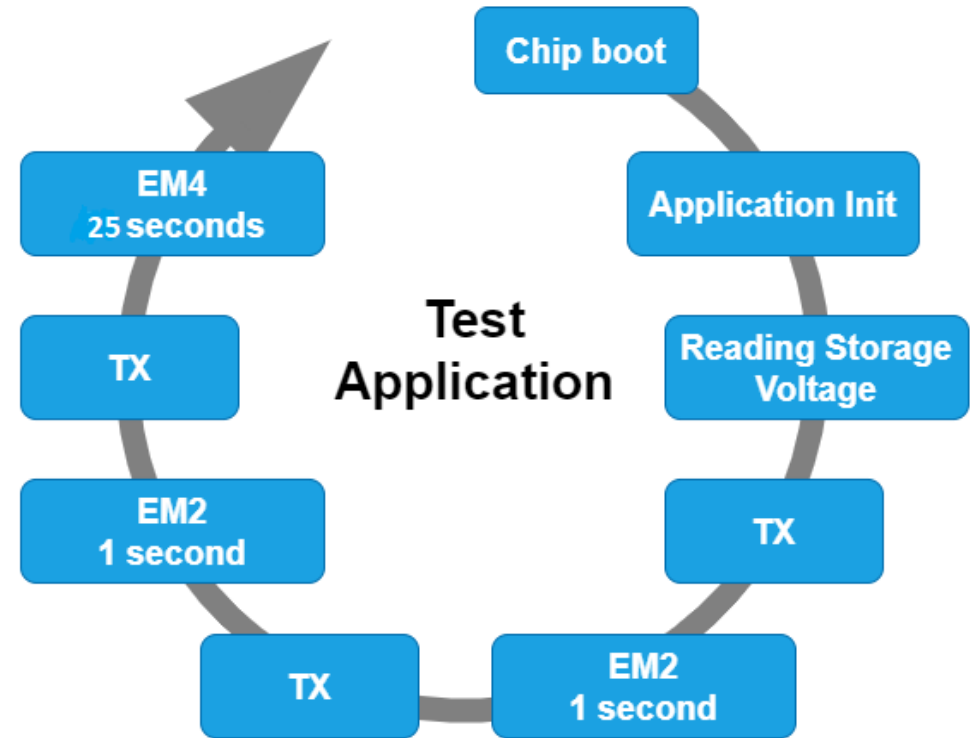 Chip boot
Application Init
Reading Storage
Voltage
TX
EM2
1 second
TX
EM2
1 second
TX
EM4
25 seconds
Test
Application